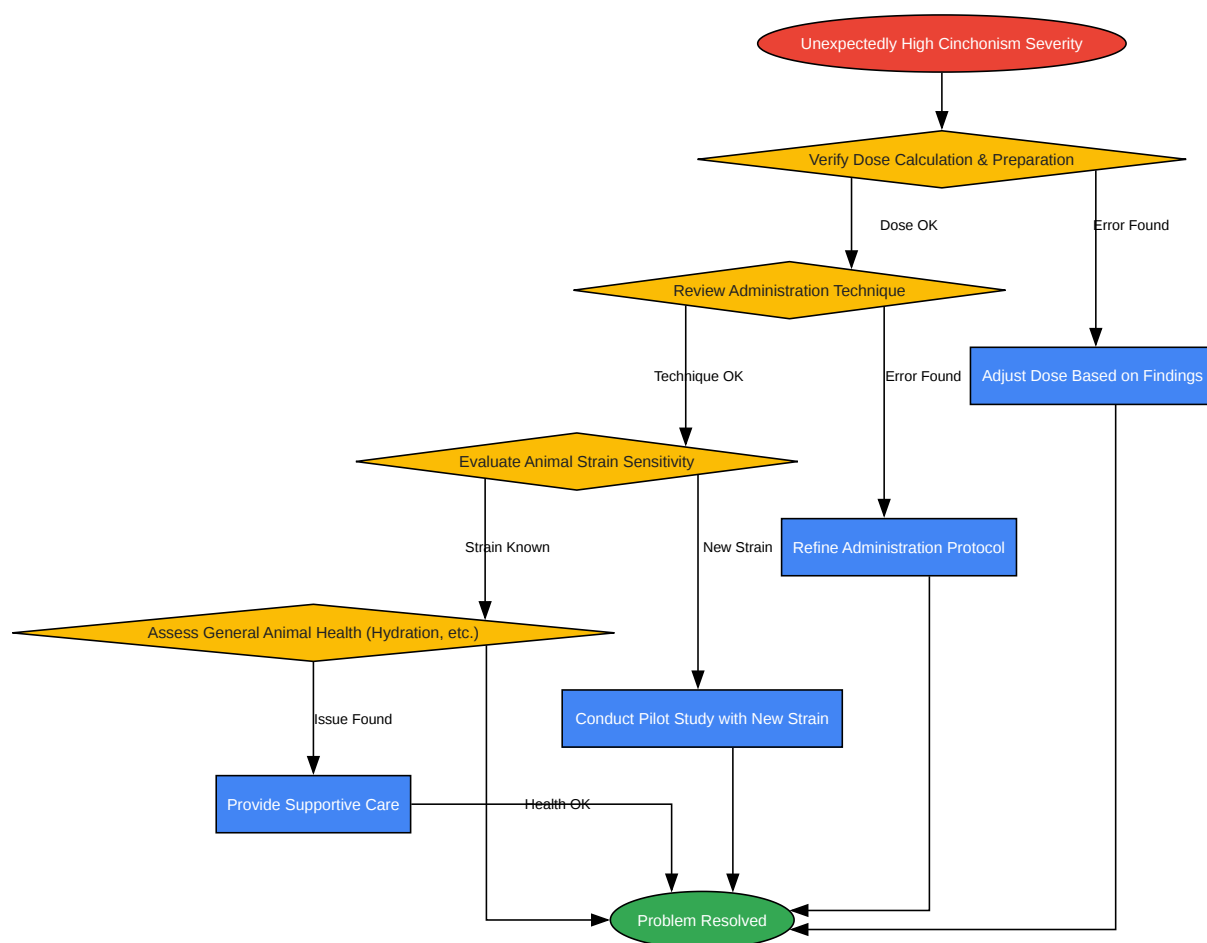 Unexpectedly High Cinchonism Severity
Verify Dose Calculation & Preparation
Dose OK
Error Found
Review Administration Technique
Technique OK
Error Found
Adjust Dose Based on Findings
Evaluate Animal Strain Sensitivity
Strain Known
New Strain
Refine Administration Protocol
Assess General Animal Health (Hydration, etc.)
Issue Found
Conduct Pilot Study with New Strain
Provide Supportive Care
Health OK
Problem Resolved